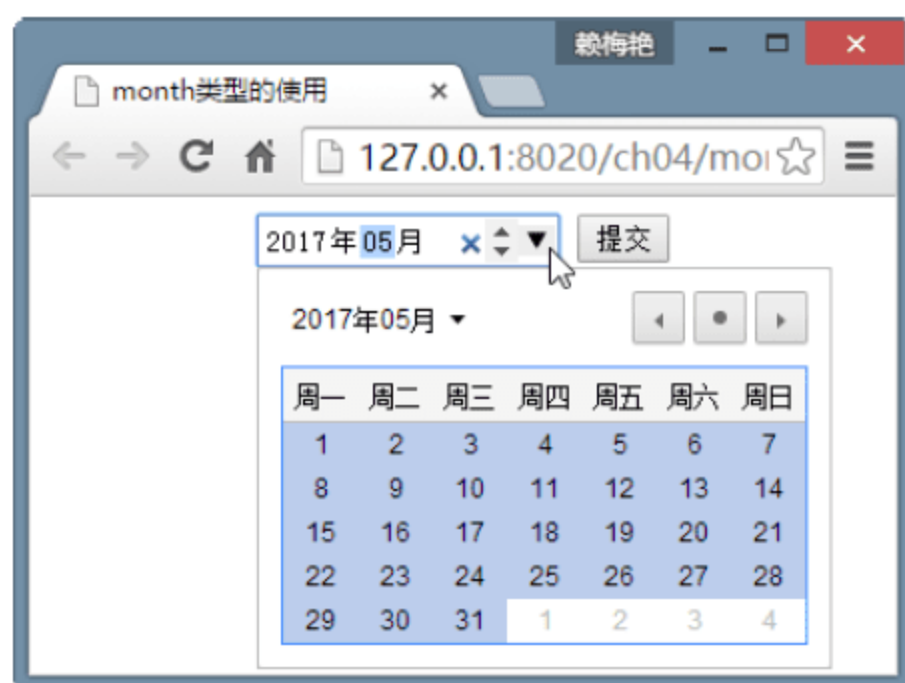 赖梅艳
month类型的使用
127.0.0.1:8020/ch04/mo
2017年05月 提交
2017年05月
周一 周二 周三 周四 周五 周六 周日
1 2 3 4 5 6 7
8 9 10 11 12 13 14
15 16 17 18 19 20 21
22 23 24 25 26 27 28
29 30 31 1 2 3 4